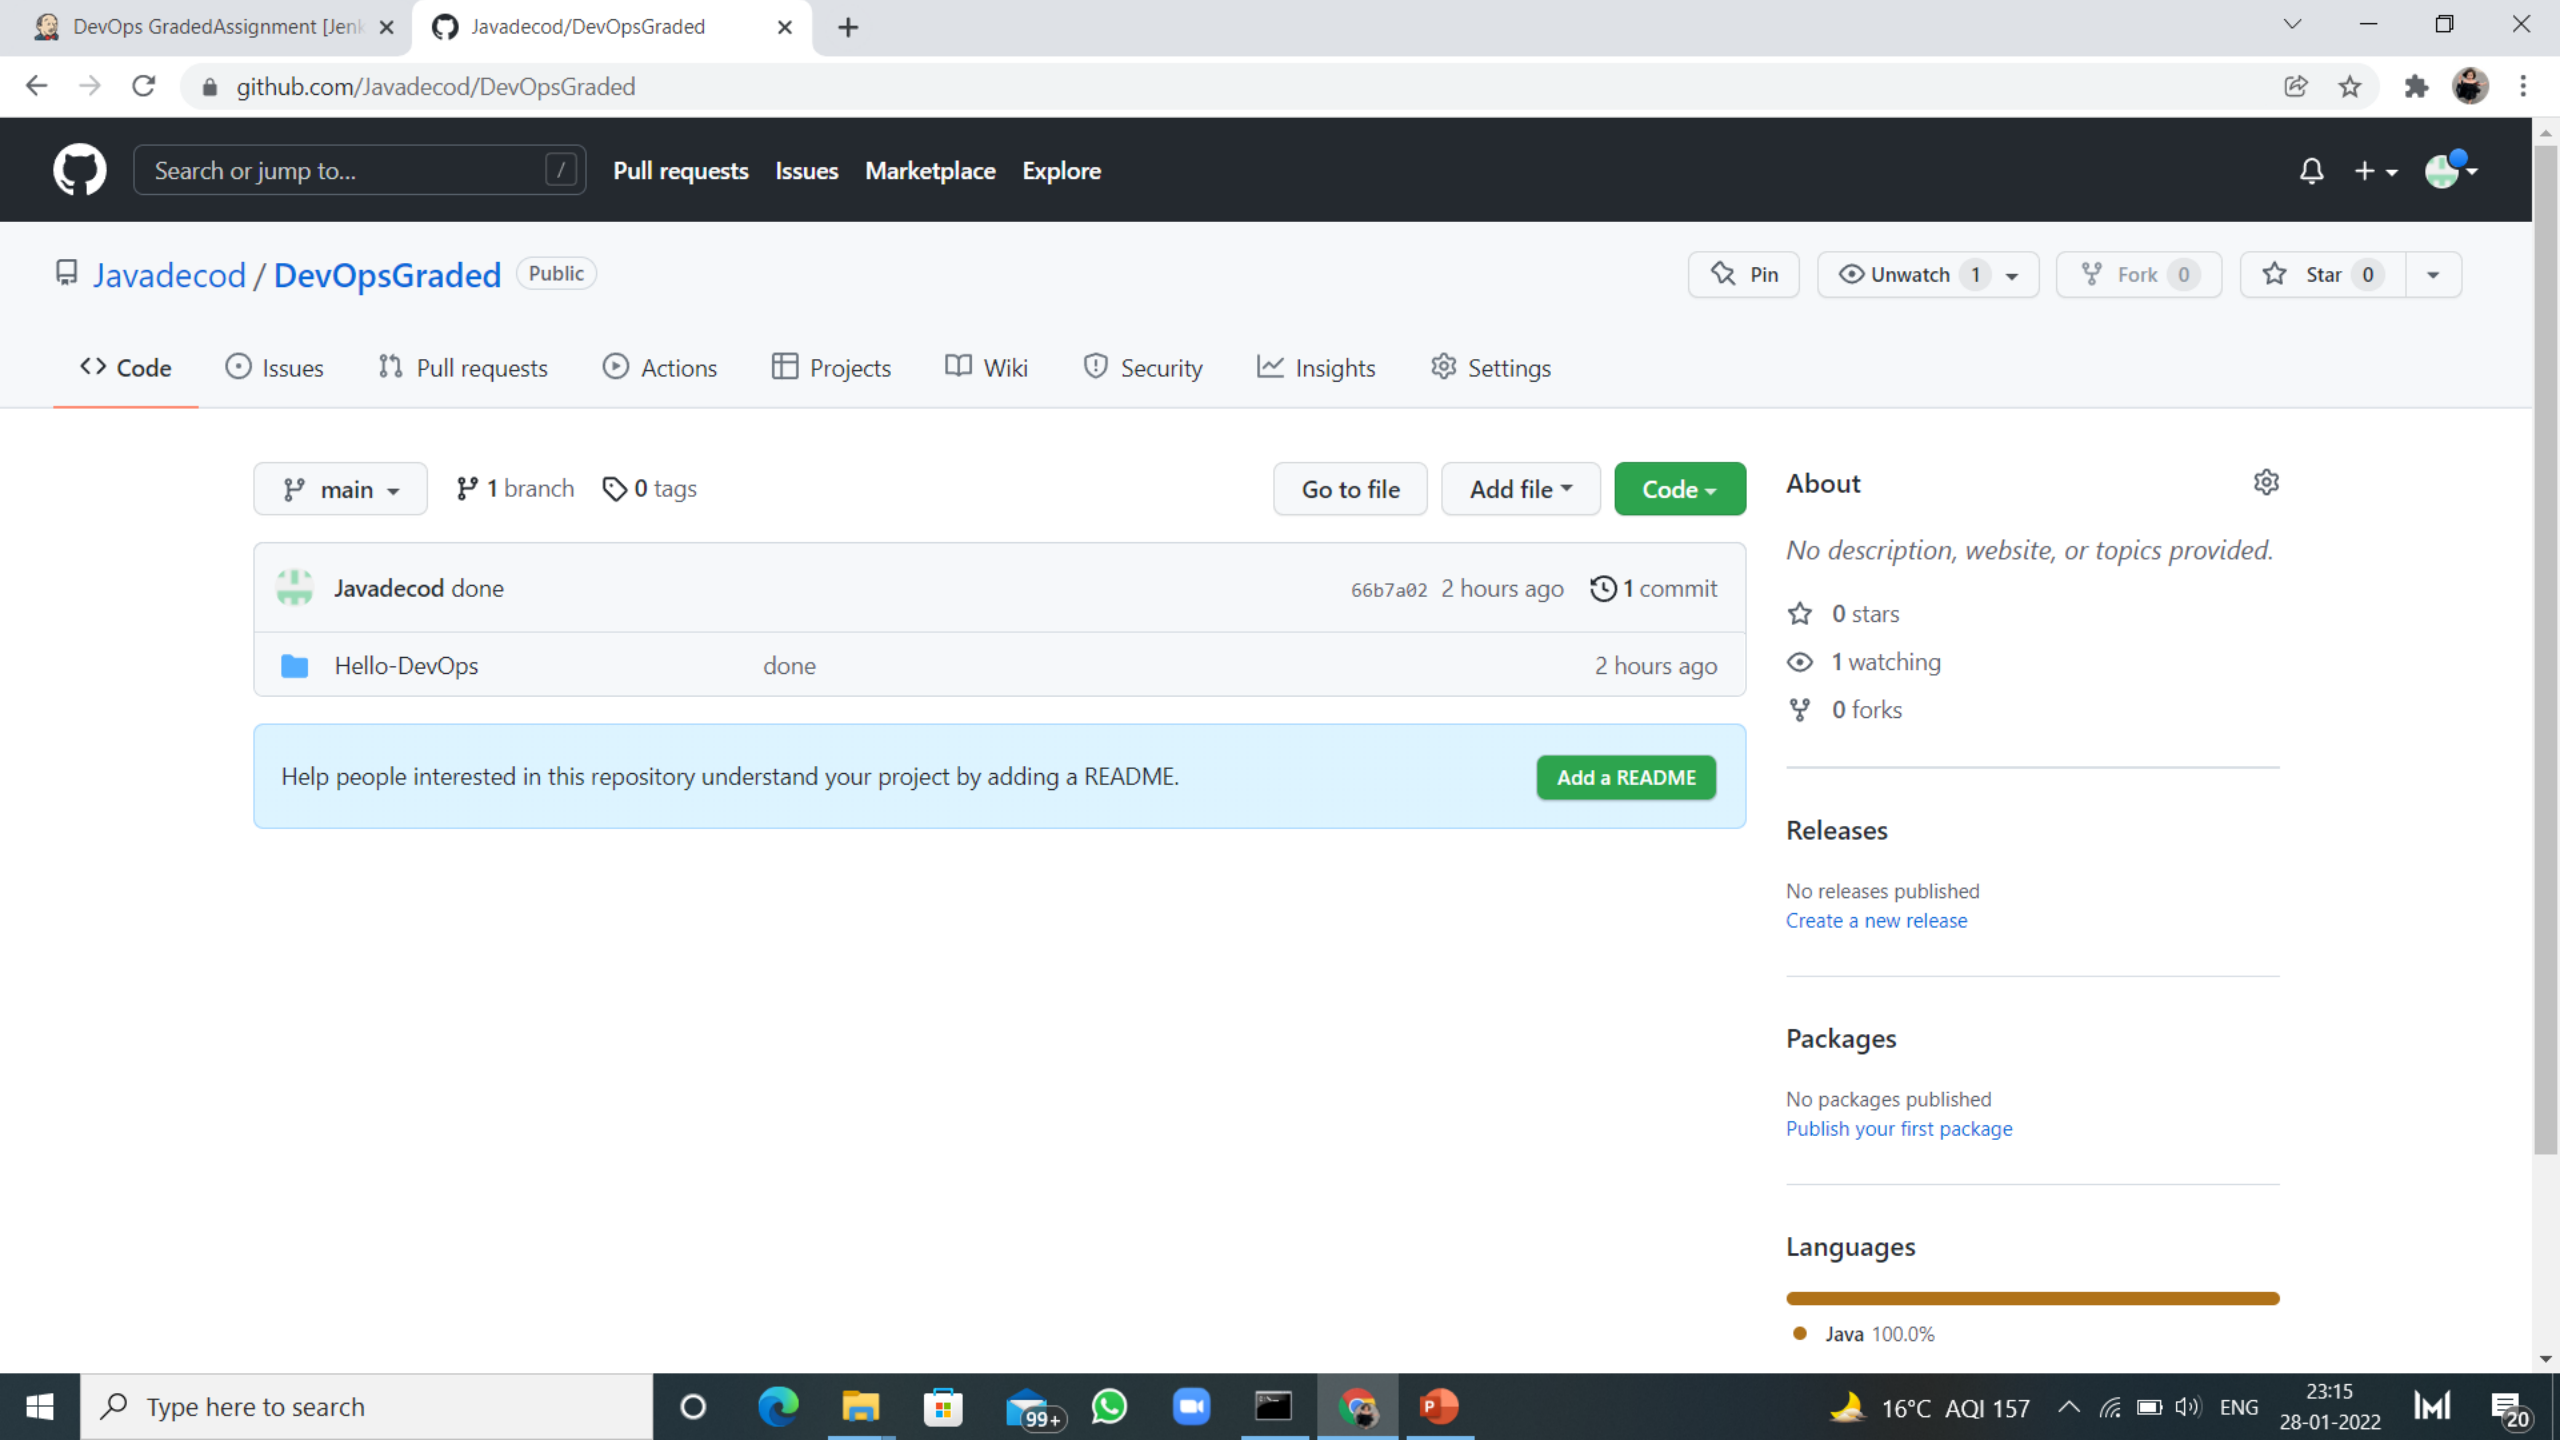 DevOps GradedAssignment [Jenk
Javadecod/DevOpsGraded
github.com/Javadecod/DevOpsGraded
Search or jump to...
/
Pull requests
Issues
Marketplace
Explore
Javadecod / DevOpsGraded
Public
Pin
Unwatch 1
Fork 0
Star 0
Code
Issues
Pull requests
Actions
Projects
Wiki
Security
Insights
Settings
main
1 branch
0 tags
Go to file
Add file
Code
Javadecod done
66b7a02 2 hours ago
1 commit
Hello-DevOps
done
2 hours ago
Help people interested in this repository understand your project by adding a README.
Add a README
About
No description, website, or topics provided.
0 stars
1 watching
0 forks
Releases
No releases published
Create a new release
Packages
No packages published
Publish your first package
Languages
Java 100.0%
Type here to search
99+
16°C AQI 157
ENG
23:15
28-01-2022
20